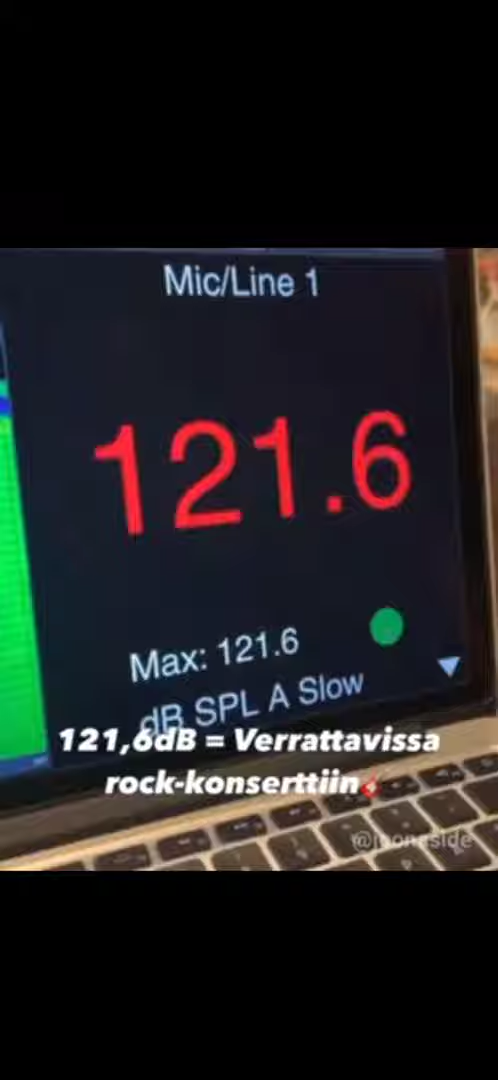 Mic/Line 1
121.6
Max: 121.6
dB SPL A Slow
121,6dB = Verrattavissa
rock-konserttiin